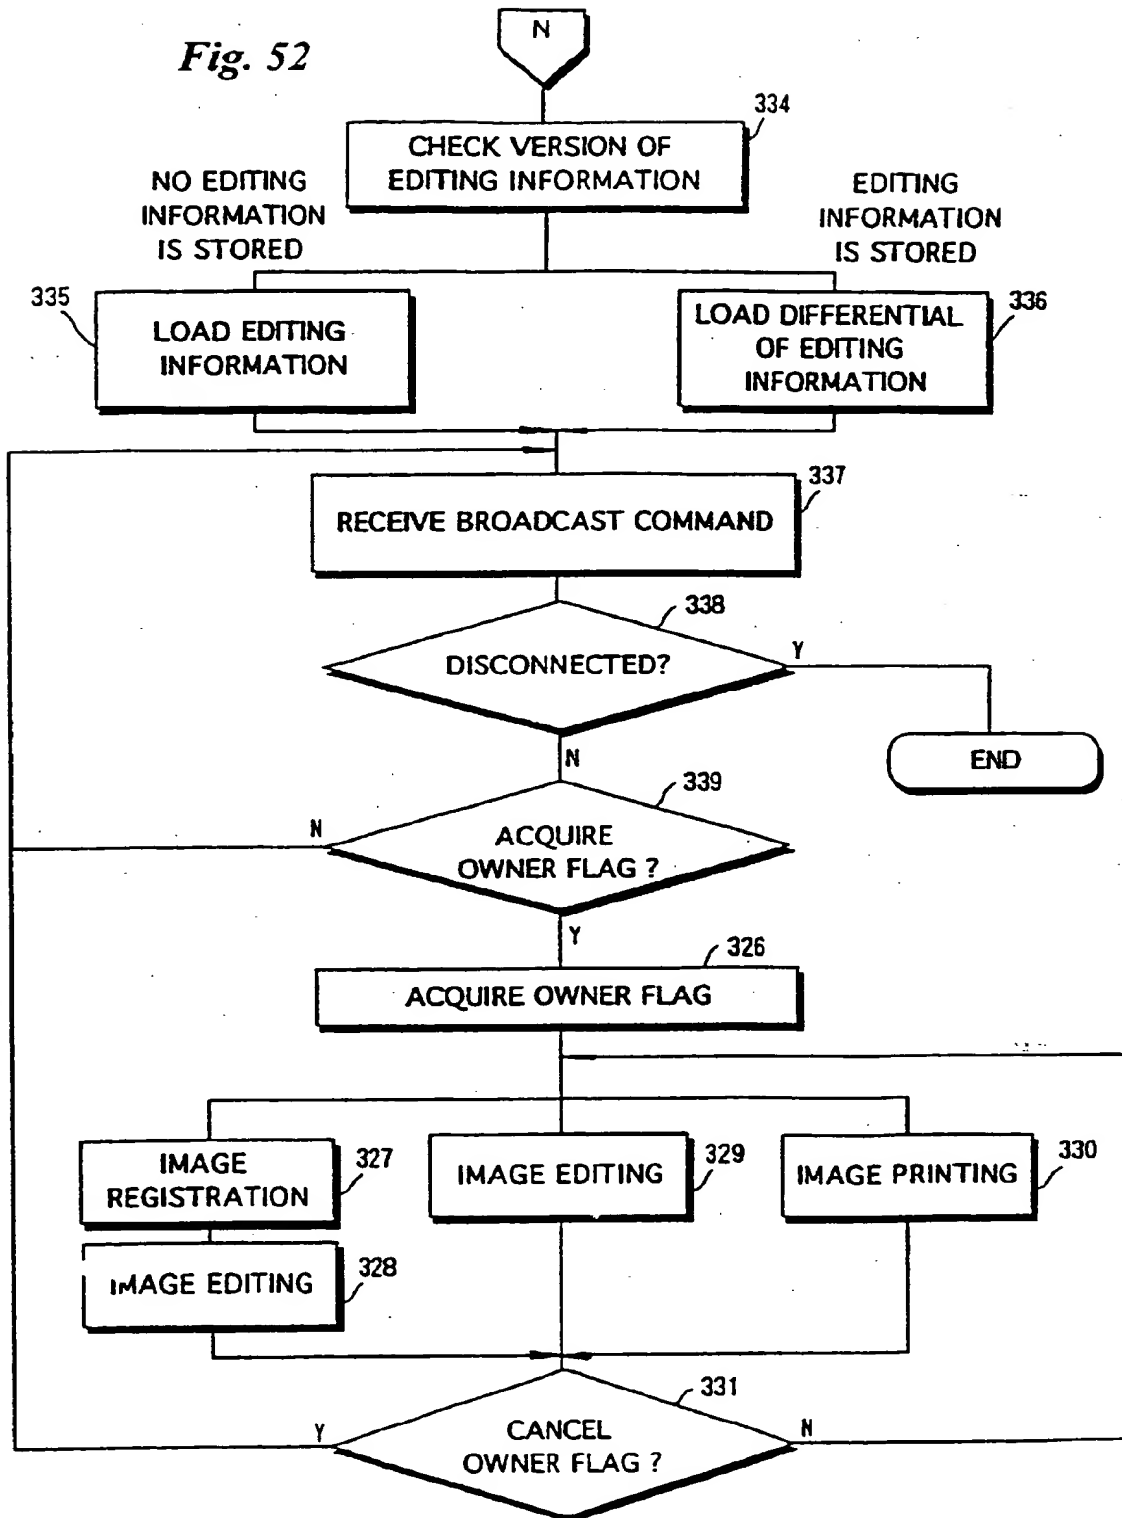 Fig. 52
N
334
CHECK VERSION OF
EDITING INFORMATION
NO EDITING
INFORMATION
IS STORED
EDITING
INFORMATION
IS STORED
335
LOAD EDITING
INFORMATION
336
LOAD DIFFERENTIAL
OF EDITING
INFORMATION
337
RECEIVE BROADCAST COMMAND
338
DISCONNECTED?
Y
END
N
339
ACQUIRE
OWNER FLAG ?
N
Y
326
ACQUIRE OWNER FLAG
IMAGE
REGISTRATION
327
IMAGE EDITING
328
IMAGE EDITING
329
IMAGE PRINTING
330
331
CANCEL
OWNER FLAG ?
Y
N